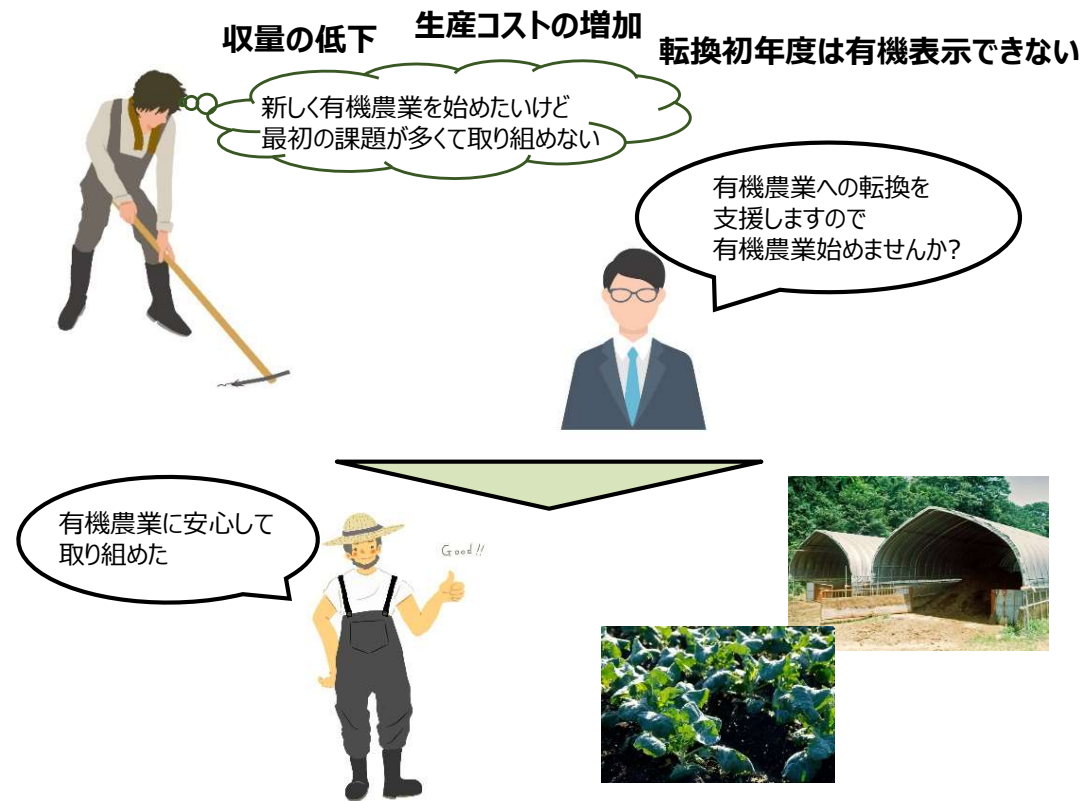 収量の低下
生産コストの増加
転換初年度は有機表示できない
新しく有機農業を始めたいけど
最初の課題が多くて取り組めない
有機農業への転換を
支援しますので
有機農業始めませんか?
有機農業に安心して
取り組めた
Good!!